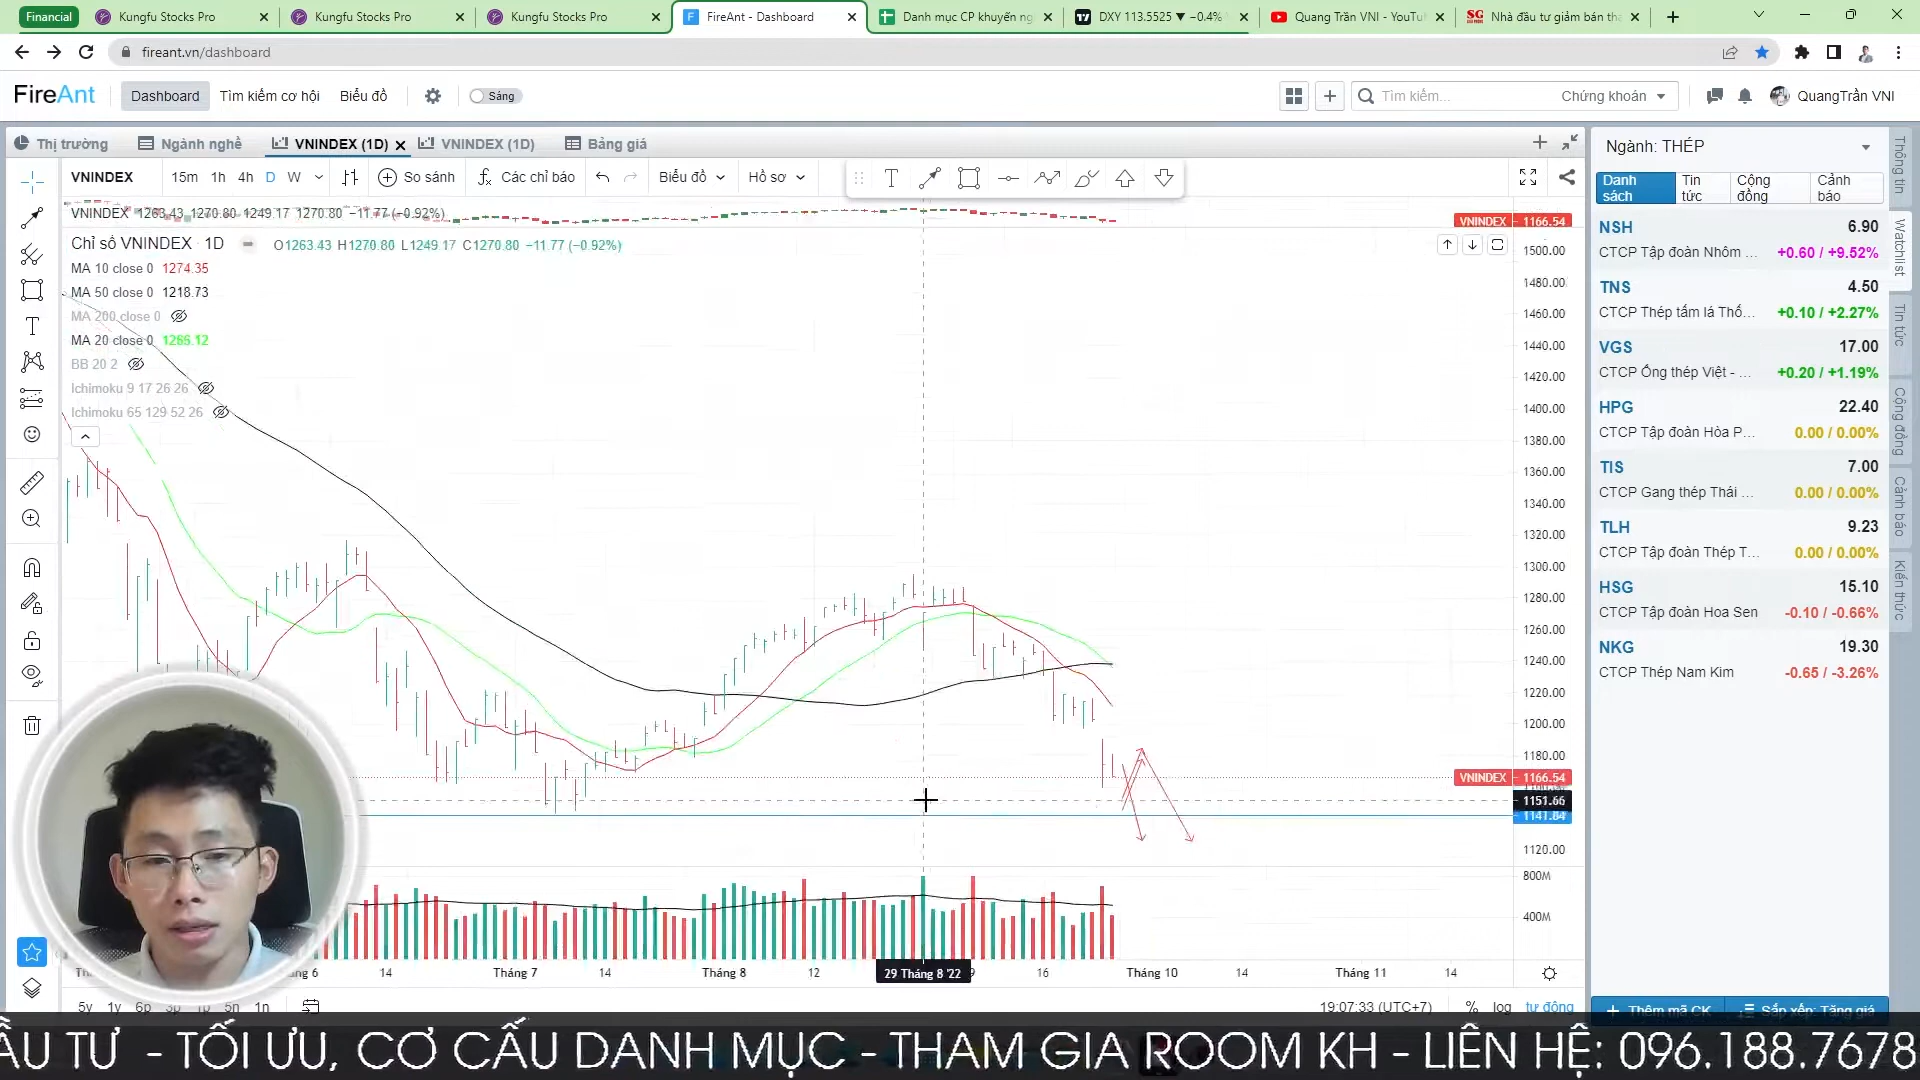 Financial
Kungfu Stocks Pro
Kungfu Stocks Pro
Kungfu Stocks Pro
FireAnt - Dashboard
Danh mục CP khuyến ng
DXY 113.5525 ▼ −0.4%
Quang Trần VNI - YouTu
Nhà đầu tư giảm bán thá
fireant.vn/dashboard
FireAnt
Dashboard
Tìm kiếm cơ hội
Biểu đồ
Sáng
Tìm kiếm...
Chứng khoán
QuangTrần VNI
Thị trường
Ngành nghề
VNINDEX (1D)
VNINDEX (1D)
Bảng giá
VNINDEX
15m 1h 4h D W
So sánh
Các chỉ báo
Biểu đồ
Hồ sơ
VNINDEX 1263.43 1270.80 1249.17 1270.80 −11.77 (−0.92%)
VNINDEX 1166.54
Chỉ số VNINDEX · 1D
O1263.43 H1270.80 L1249.17 C1270.80 −11.77 (−0.92%)
MA 10 close 0 1274.35
MA 50 close 0 1218.73
MA 200 close 0
MA 20 close 0 1266.12
BB 20 2
Ichimoku 9 17 26 26
Ichimoku 65 129 52 26
1500.00
1480.00
1460.00
1440.00
1420.00
1400.00
1380.00
1360.00
1340.00
1320.00
1300.00
1280.00
1260.00
1240.00
1220.00
1200.00
1180.00
VNINDEX 1166.54
1151.66
1141.84
1120.00
800M
400M
14
Tháng 7
14
Tháng 8
12
29 Tháng 8 '22
16
Tháng 10
14
Tháng 11
14
5y 1y 6p 5n 1n
19:07:33 (UTC+7)
% log tự động
Ngành: THÉP
Danh sách
Tin tức
Cộng đồng
Cảnh báo
NSH 6.90
CTCP Tập đoàn Nhôm ... +0.60 / +9.52%
TNS 4.50
CTCP Thép tấm lá Thố... +0.10 / +2.27%
VGS 17.00
CTCP Ống thép Việt - ... +0.20 / +1.19%
HPG 22.40
CTCP Tập đoàn Hòa P... 0.00 / 0.00%
TIS 7.00
CTCP Gang thép Thái ... 0.00 / 0.00%
TLH 9.23
CTCP Tập đoàn Thép T... 0.00 / 0.00%
HSG 15.10
CTCP Tập đoàn Hoa Sen -0.10 / -0.66%
NKG 19.30
CTCP Thép Nam Kim -0.65 / -3.26%
Thêm mã CK
Sắp xếp: Tăng giá
Thông tin
Watchlist
Tin tức
Cộng đồng
Cảnh báo
Kiến thức
ẦU TƯ - TỐI ƯU, CƠ CẤU DANH MỤC - THAM GIA ROOM KH - LIÊN HỆ: 096.188.7678